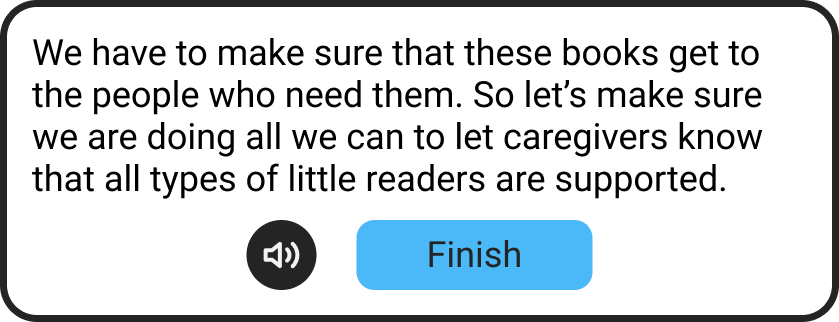 We have to make sure that these books get to
the people who need them. So let’s make sure
we are doing all we can to let caregivers know
that all types of little readers are supported.
Finish